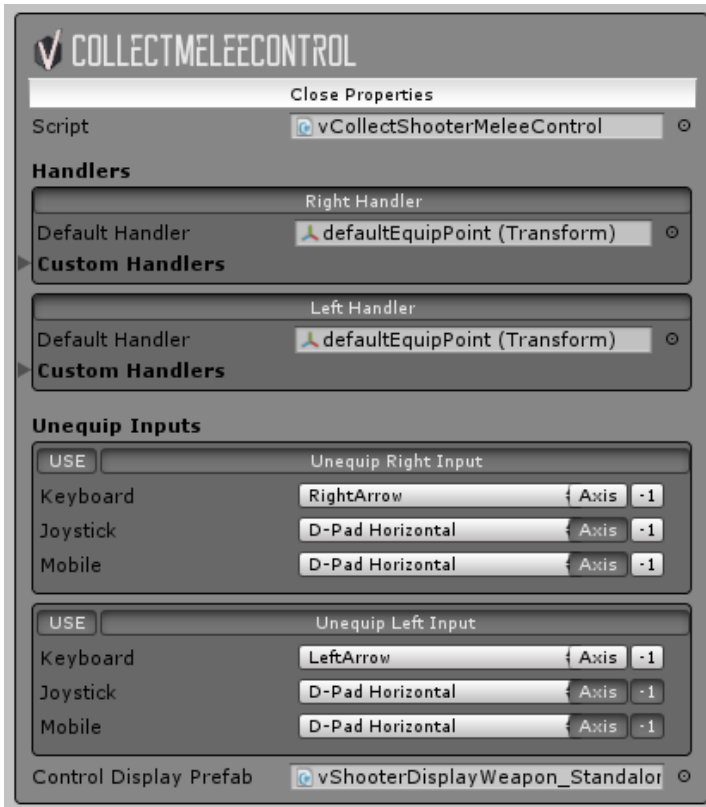 COLLECTMELEECONTROL
Close Properties
Script vCollectShooterMeleeControl
Handlers
Right Handler
Default Handler defaultEquipPoint (Transform)
Custom Handlers
Left Handler
Default Handler defaultEquipPoint (Transform)
Custom Handlers
Unequip Inputs
USE Unequip Right Input
Keyboard RightArrow Axis -1
Joystick D-Pad Horizontal Axis -1
Mobile D-Pad Horizontal Axis -1
USE Unequip Left Input
Keyboard LeftArrow Axis -1
Joystick D-Pad Horizontal Axis -1
Mobile D-Pad Horizontal Axis -1
Control Display Prefab vShooterDisplayWeapon_Standalor